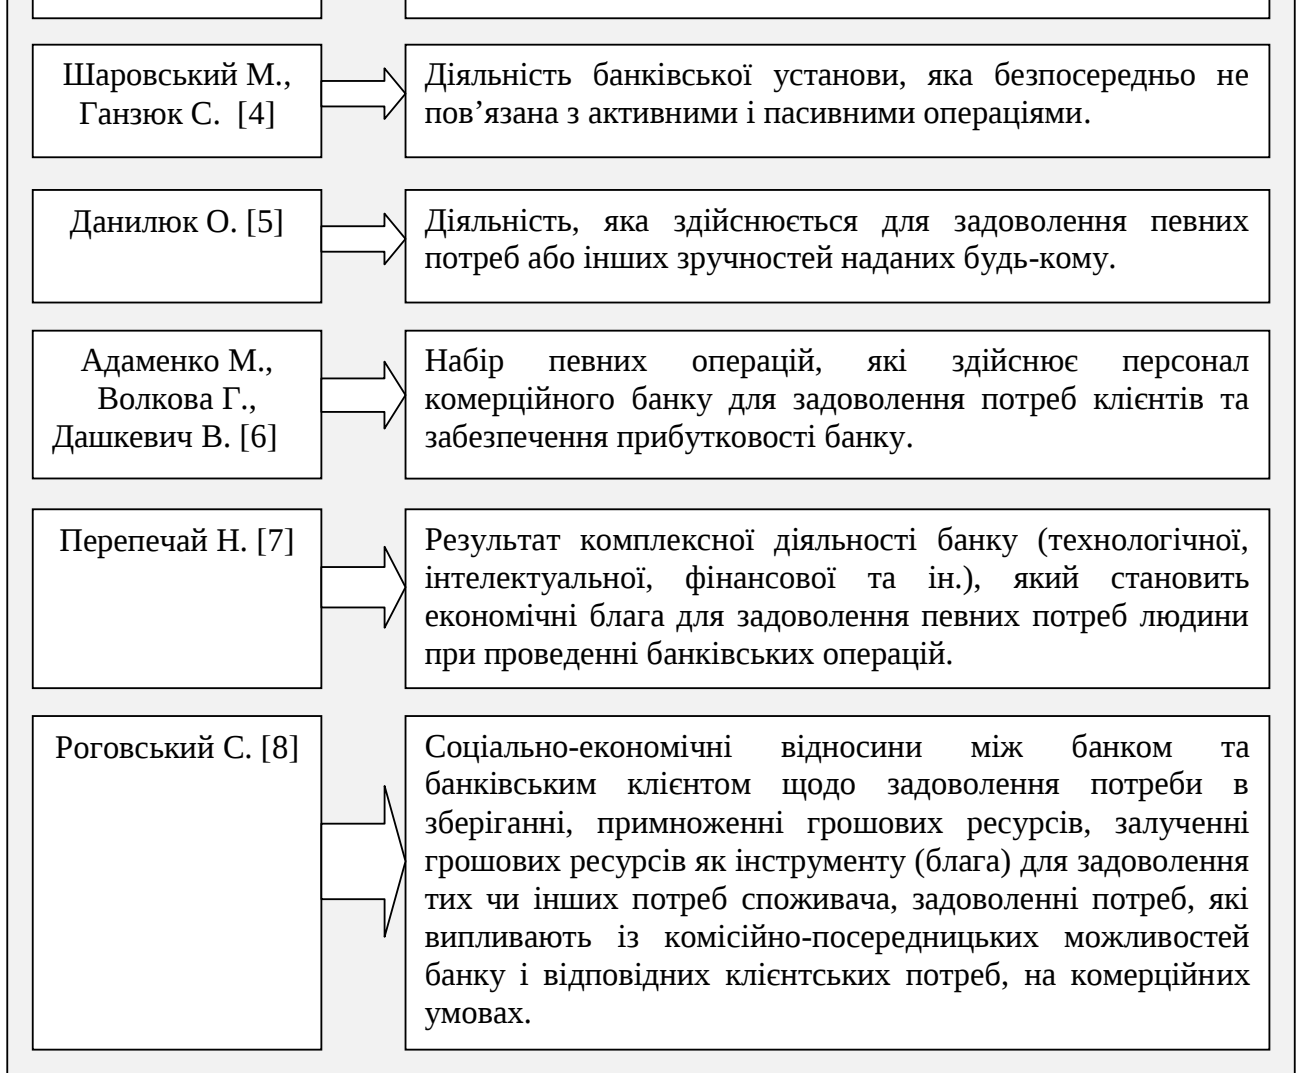 Шаровський М.,
Ганзюк С. [4]
Діяльність банківської установи, яка безпосередньо не
пов’язана з активними і пасивними операціями.
Данилюк О. [5]
Діяльність, яка здійснюється для задоволення певних
потреб або інших зручностей наданих будь-кому.
Адаменко М.,
Волкова Г.,
Дашкевич В. [6]
Набір певних операцій, які здійснює персонал
комерційного банку для задоволення потреб клієнтів та
забезпечення прибутковості банку.
Перепечай Н. [7]
Результат комплексної діяльності банку (технологічної,
інтелектуальної, фінансової та ін.), який становить
економічні блага для задоволення певних потреб людини
при проведенні банківських операцій.
Роговський С. [8]
Соціально-економічні відносини між банком та
банківським клієнтом щодо задоволення потреби в
зберіганні, примноженні грошових ресурсів, залученні
грошових ресурсів як інструменту (блага) для задоволення
тих чи інших потреб споживача, задоволенні потреб, які
випливають із комісійно-посередницьких можливостей
банку і відповідних клієнтських потреб, на комерційних
умовах.